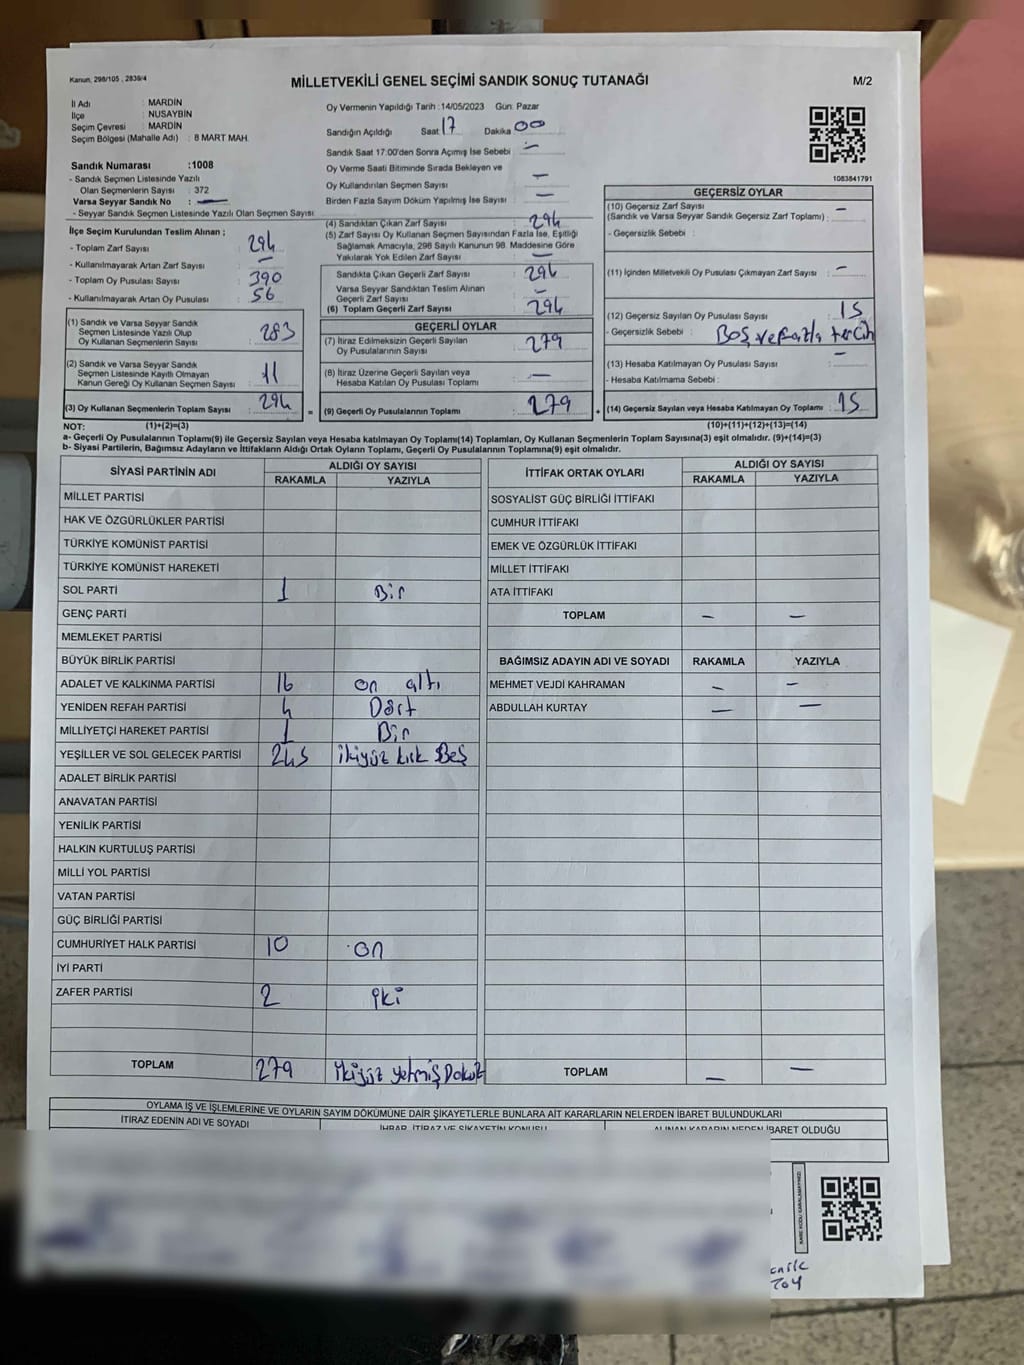 Kanun, 298/105 , 2839/4
MİLLETVEKİLİ GENEL SEÇİMİ SANDIK SONUÇ TUTANAĞI
M/2
İl Adı : MARDİN
İlçe : NUSAYBİN
Seçim Çevresi : MARDİN
Seçim Bölgesi (Mahalle Adı) : 8 MART MAH.
Sandık Numarası :1008
- Sandık Seçmen Listesinde Yazılı
Olan Seçmenlerin Sayısı : 372
Varsa Seyyar Sandık No : —
- Seyyar Sandık Seçmen Listesinde Yazılı Olan Seçmen Sayısı
İlçe Seçim Kurulundan Teslim Alınan ;
- Toplam Zarf Sayısı : 294
- Kullanılmayarak Artan Zarf Sayısı : —
- Toplam Oy Pusulası Sayısı : 390
- Kullanılmayarak Artan Oy Pusulası : 56
(1) Sandık ve Varsa Seyyar Sandık
Seçmen Listesinde Yazılı Olup
Oy Kullanan Seçmenlerin Sayısı : 283
(2) Sandık ve Varsa Seyyar Sandık
Seçmen Listesinde Kayıtlı Olmayan
Kanun Gereği Oy Kullanan Seçmen Sayısı : 11
(3) Oy Kullanan Seçmenlerin Toplam Sayısı : 294
Oy Vermenin Yapıldığı Tarih :14/05/2023 Gün: Pazar
Sandığın Açıldığı Saat 17 Dakika 00
Sandık Saat 17:00'den Sonra Açımış İse Sebebi : —
Oy Verme Saati Bitiminde Sırada Bekleyen ve
Oy Kullandırılan Seçmen Sayısı : —
Birden Fazla Sayım Döküm Yapılmış İse Sayısı : —
(4) Sandıktan Çıkan Zarf Sayısı : 294
(5) Zarf Sayısı Oy Kullanan Seçmen Sayısından Fazla İse, Eşitliği
Sağlamak Amacıyla, 298 Sayılı Kanunun 98. Maddesine Göre
Yakılarak Yok Edilen Zarf Sayısı : —
Sandıkta Çıkan Geçerli Zarf Sayısı : 294
Varsa Seyyar Sandıktan Teslim Alınan
Geçerli Zarf Sayısı : —
(6) Toplam Geçerli Zarf Sayısı : 294
GEÇERLİ OYLAR
(7) İtiraz Edilmeksizin Geçerli Sayılan
Oy Pusulalarının Sayısı : 279
(8) İtiraz Üzerine Geçerli Sayılan veya
Hesaba Katılan Oy Pusulası Toplamı : —
= (9) Geçerli Oy Pusulalarının Toplamı : 279 +
1083841791
GEÇERSİZ OYLAR
(10) Geçersiz Zarf Sayısı
(Sandık ve Varsa Seyyar Sandık Geçersiz Zarf Toplamı) : —
- Geçersizlik Sebebi :
(11) İçinden Milletvekili Oy Pusulası Çıkmayan Zarf Sayısı : —
(12) Geçersiz Sayılan Oy Pusulası Sayısı : 15
- Geçersizlik Sebebi : Boş ve fazla tercih
(13) Hesaba Katılmayan Oy Pusulası Sayısı : —
- Hesaba Katılmama Sebebi :
(14) Geçersiz Sayılan veya Hesaba Katılmayan Oy Toplamı : 15
NOT: (1)+(2)=(3) (10)+(11)+(12)+(13)=(14)
a- Geçerli Oy Pusulalarının Toplamı(9) ile Geçersiz Sayılan veya Hesaba katılmayan Oy Toplamı(14) Toplamları, Oy Kullanan Seçmenlerin Toplam Sayısına(3) eşit olmalıdır. (9)+(14)=(3)
b- Siyasi Partilerin, Bağımsız Adayların ve İttifakların Aldığı Ortak Oyların Toplamı, Geçerli Oy Pusulalarının Toplamına(9) eşit olmalıdır.
SİYASİ PARTİNİN ADI ALDIĞI OY SAYISI
RAKAMLA YAZIYLA
MİLLET PARTİSİ
HAK VE ÖZGÜRLÜKLER PARTİSİ
TÜRKİYE KOMÜNİST PARTİSİ
TÜRKİYE KOMÜNİST HAREKETİ
SOL PARTİ 1 Bir
GENÇ PARTİ
MEMLEKET PARTİSİ
BÜYÜK BİRLİK PARTİSİ
ADALET VE KALKINMA PARTİSİ 16 on altı
YENİDEN REFAH PARTİSİ 4 Dört
MİLLİYETÇİ HAREKET PARTİSİ 1 Bir
YEŞİLLER VE SOL GELECEK PARTİSİ 245 ikiyüz kırk Beş
ADALET BİRLİK PARTİSİ
ANAVATAN PARTİSİ
YENİLİK PARTİSİ
HALKIN KURTULUŞ PARTİSİ
MİLLİ YOL PARTİSİ
VATAN PARTİSİ
GÜÇ BİRLİĞİ PARTİSİ
CUMHURİYET HALK PARTİSİ 10 on
İYİ PARTİ
ZAFER PARTİSİ 2 iki
TOPLAM 279 ikiyüz yetmiş Dokuz
İTTİFAK ORTAK OYLARI ALDIĞI OY SAYISI
RAKAMLA YAZIYLA
SOSYALİST GÜÇ BİRLİĞİ İTTİFAKI
CUMHUR İTTİFAKI
EMEK VE ÖZGÜRLÜK İTTİFAKI
MİLLET İTTİFAKI
ATA İTTİFAKI
TOPLAM — —
BAĞIMSIZ ADAYIN ADI VE SOYADI RAKAMLA YAZIYLA
MEHMET VEJDİ KAHRAMAN — —
ABDULLAH KURTAY — —
TOPLAM — —
OYLAMA İŞ VE İŞLEMLERİNE VE OYLARIN SAYIM DÖKÜMÜNE DAİR ŞİKAYETLERLE BUNLARA AİT KARARLARIN NELERDEN İBARET BULUNDUKLARI
İTİRAZ EDENİN ADI VE SOYADI İHBAR, İTİRAZ VE ŞİKAYETİN KONUSU ALINAN KARARIN NEDEN İBARET OLDUĞU
KARE KODU KARALAMAYINIZ!